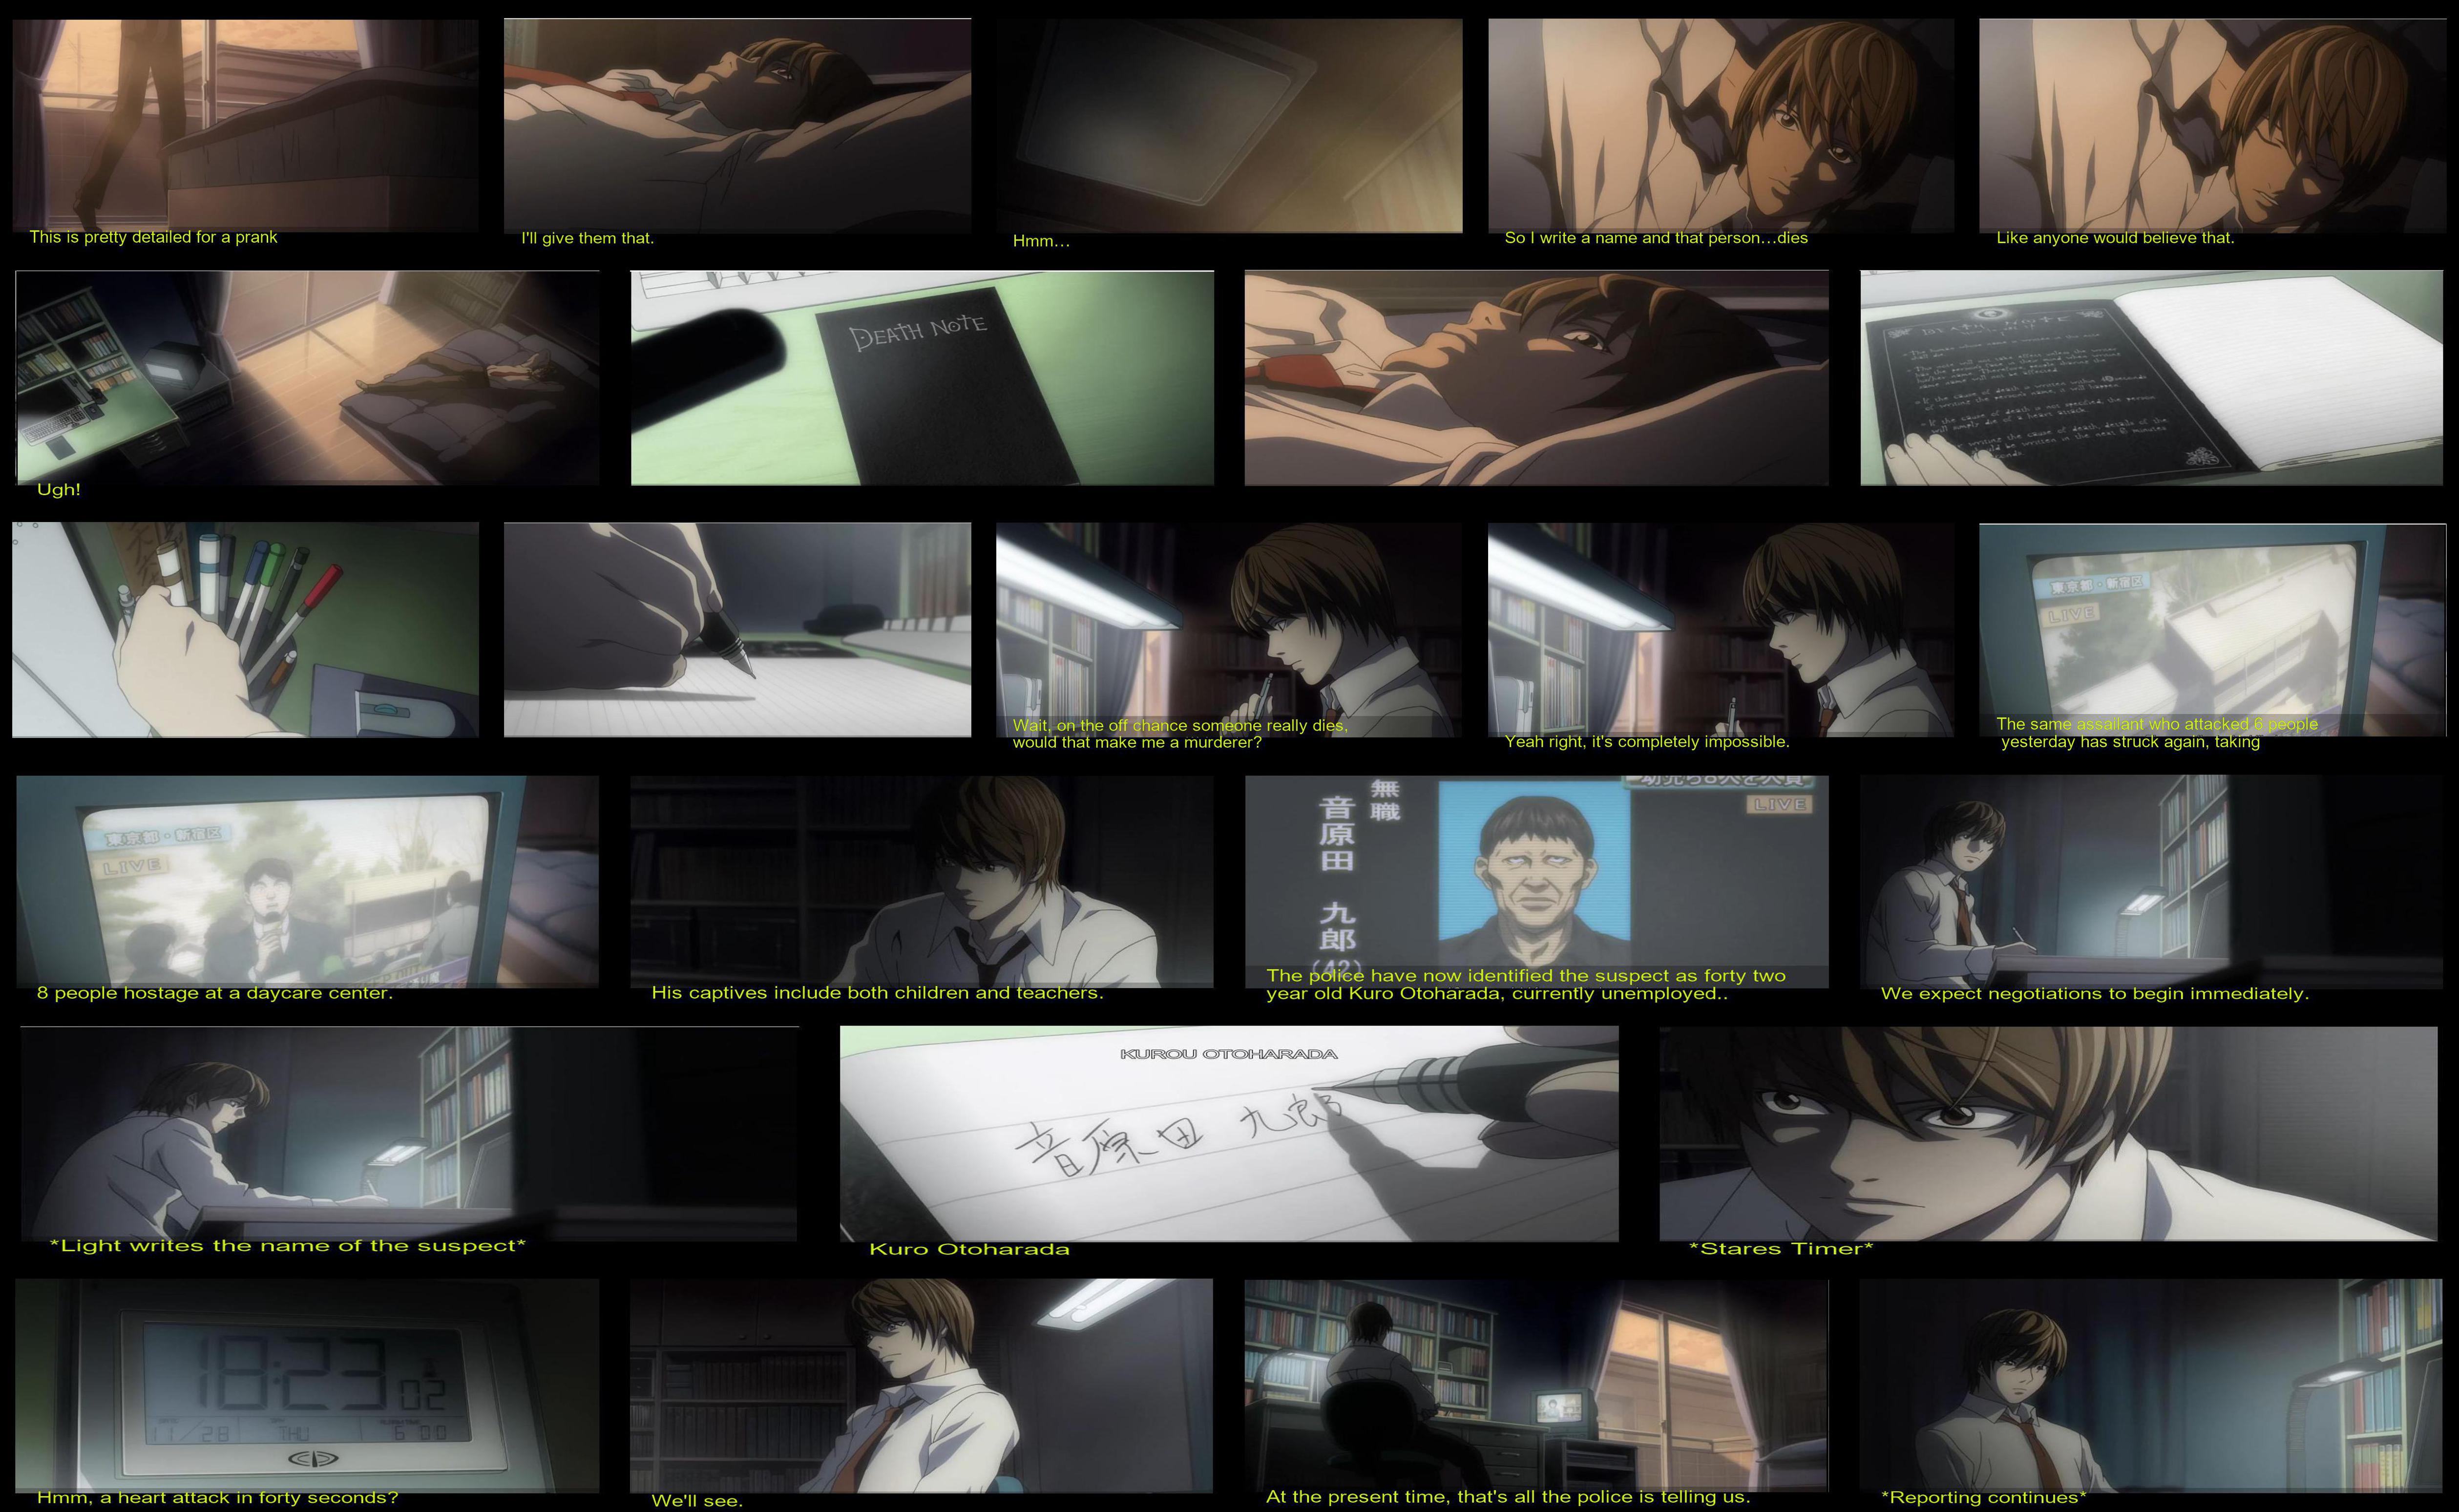 This is pretty detailed for a prank
I'll give them that.
Hmm...
So I write a name and that person...dies
Like anyone would believe that.
Ugh!
DEATH NOTE
DEATH NOTE
Wait, on the off chance someone really dies,
would that make me a murderer?
Yeah right, it's completely impossible.
東京都・新宿区
LIVE
The same assailant who attacked 6 people
yesterday has struck again, taking
東京都・新宿区
LIVE
8 people hostage at a daycare center.
His captives include both children and teachers.
LIVE
無職
音原田 九郎
(42)
The police have now identified the suspect as forty two
year old Kuro Otoharada, currently unemployed..
We expect negotiations to begin immediately.
*Light writes the name of the suspect*
KUROU OTOHARADA
音原田 九郎
Kuro Otoharada
*Stares Timer*
18:23 02
11/28 THU 6:00
Hmm, a heart attack in forty seconds?
We'll see.
At the present time, that's all the police is telling us.
*Reporting continues*